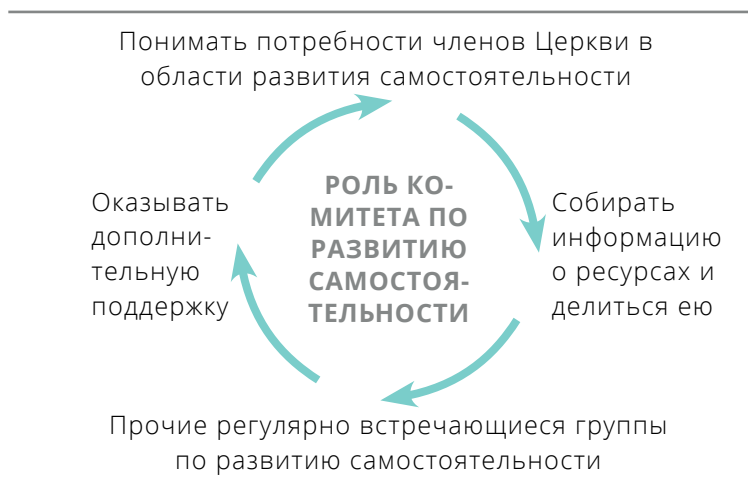 Понимать потребности членов Церкви в
области развития самостоятельности
РОЛЬ КО-
МИТЕТА ПО
РАЗВИТИЮ
САМОСТОЯ-
ТЕЛЬНОСТИ
Собирать
информацию
о ресурсах и
делиться ею
Прочие регулярно встречающиеся группы
по развитию самостоятельности
Оказывать
дополни-
тельную
поддержку